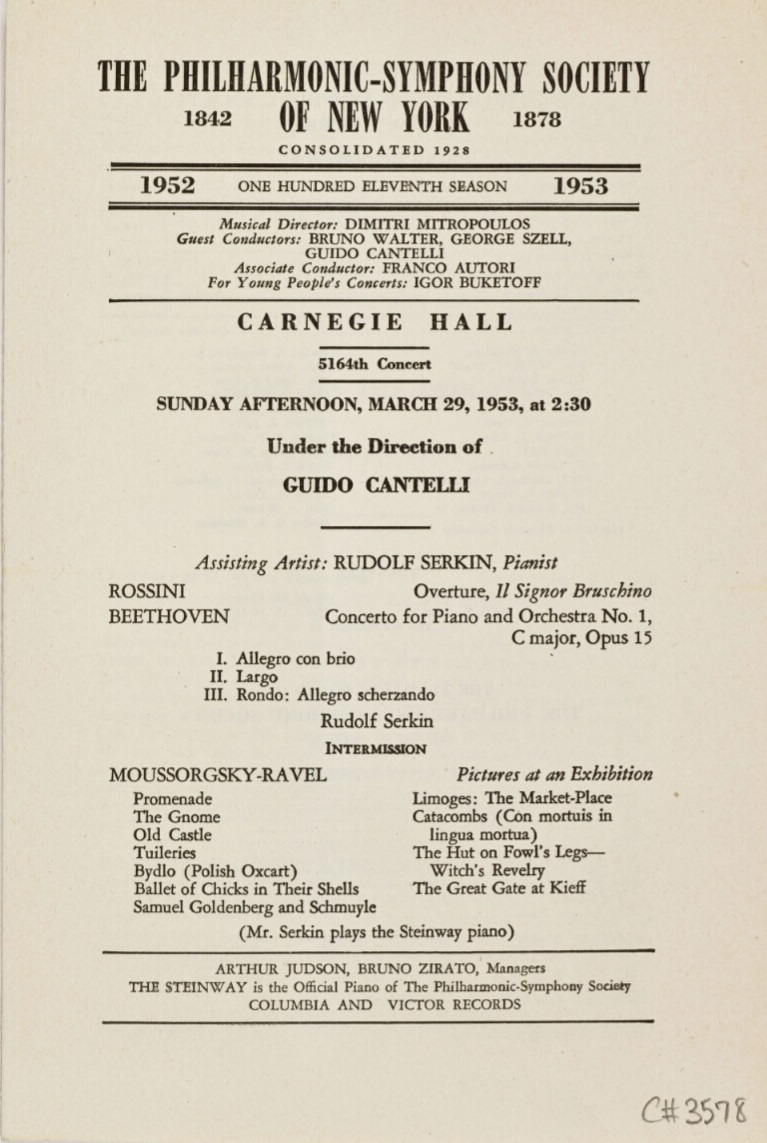 THE PHILHARMONIC-SYMPHONY SOCIETY
1842 OF NEW YORK 1878
CONSOLIDATED 1928
1952 ONE HUNDRED ELEVENTH SEASON 1953
Musical Director: DIMITRI MITROPOULOS
Guest Conductors: BRUNO WALTER, GEORGE SZELL,
GUIDO CANTELLI
Associate Conductor: FRANCO AUTORI
For Young People's Concerts: IGOR BUKETOFF
CARNEGIE HALL
5164th Concert
SUNDAY AFTERNOON, MARCH 29, 1953, at 2:30
Under the Direction of
GUIDO CANTELLI
Assisting Artist: RUDOLF SERKIN, Pianist
ROSSINI Overture, Il Signor Bruschino
BEETHOVEN Concerto for Piano and Orchestra No. 1,
C major, Opus 15
I. Allegro con brio
II. Largo
III. Rondo: Allegro scherzando
Rudolf Serkin
INTERMISSION
MOUSSORGSKY-RAVEL Pictures at an Exhibition
Promenade
The Gnome
Old Castle
Tuileries
Bydlo (Polish Oxcart)
Ballet of Chicks in Their Shells
Samuel Goldenberg and Schmuyle
Limoges: The Market-Place
Catacombs (Con mortuis in
lingua mortua)
The Hut on Fowl's Legs—
Witch's Revelry
The Great Gate at Kieff
(Mr. Serkin plays the Steinway piano)
ARTHUR JUDSON, BRUNO ZIRATO, Managers
THE STEINWAY is the Official Piano of The Philharmonic-Symphony Society
COLUMBIA AND VICTOR RECORDS
C#3578